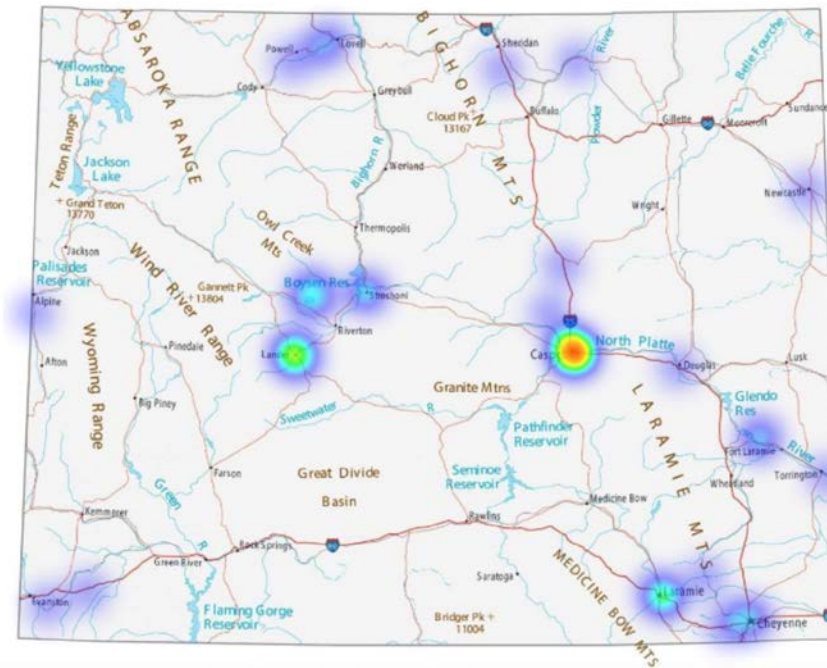 ABSAROKA RANGE
BIGHORN MTS
Powell
Lovell
Sheridan
River
Belle Fourche
R
Yellowstone
Lake
Cody
Greybull
Cloud Pk +
13167
Buffalo
Powder
Gillette
Moorcroft
Sundance
Teton Range
Jackson
Lake
Bighorn R
Worland
Newcastle
+ Grand Teton
13770
Wright
Owl Creek
Mts
Thermopolis
Jackson
Wind River Range
Palisades
Reservoir
Gannett Pk
+ 13804
Boysen Res
Shoshoni
Alpine
Riverton
North Platte
Wyoming Range
Pinedale
Lander
Casp
Douglas
Lusk
Afton
Granite Mtns
LARAMIE MTS
Big Piney
Sweetwater
R
Pathfinder
Reservoir
Glendo
Res
Fort Laramie
River
Farson
Great Divide
Basin
Seminoe
Reservoir
Torrington
Wheatland
Green
R
Medicine Bow
Kemmerer
Rawlins
Rock Springs
Green River
MEDICINE BOW MTS
Saratoga
Laramie
Evanston
Flaming Gorge
Reservoir
Bridger Pk +
11004
Cheyenne